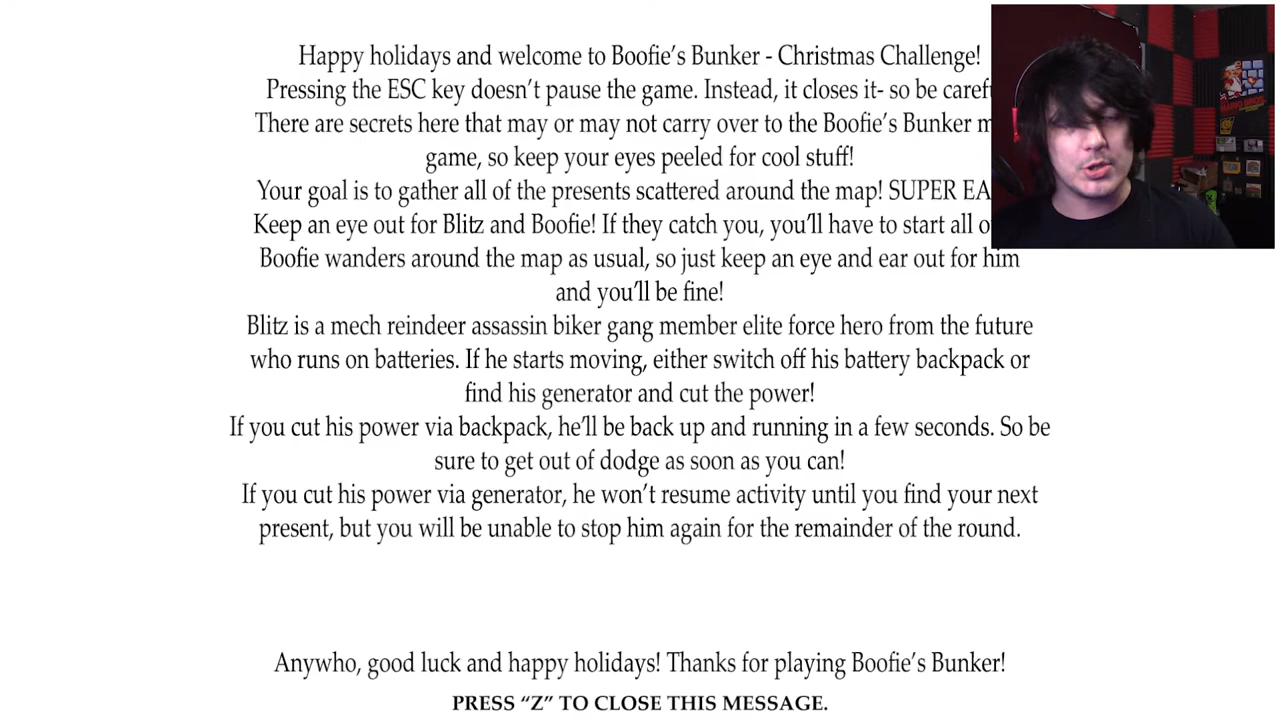 Happy holidays and welcome to Boofie's Bunker - Christmas Challenge!
Pressing the ESC key doesn't pause the game. Instead, it closes it- so be
There are secrets here that may or may not carry over to the Boofie's Bunker
game, so keep your eyes peeled for cool stuff!
Your goal is to gather all of the presents scattered around the map! SUPER
Keep an eye out for Blitz and Boofie! If they catch you, you'll have to start all
Boofie wanders around the map as usual, so just keep an eye and ear out for him
and you'll be fine!
Blitz is a mech reindeer assassin biker gang member elite force hero from the future
who runs on batteries. If he starts moving, either switch off his battery backpack or
find his generator and cut the power!
If you cut his power via backpack, he'll be back up and running in a few seconds. So be
sure to get out of dodge as soon as you can!
If you cut his power via generator, he won't resume activity until you find your next
present, but you will be unable to stop him again for the remainder of the round.
Anywho, good luck and happy holidays! Thanks for playing Boofie's Bunker!
PRESS “Z” TO CLOSE THIS MESSAGE.